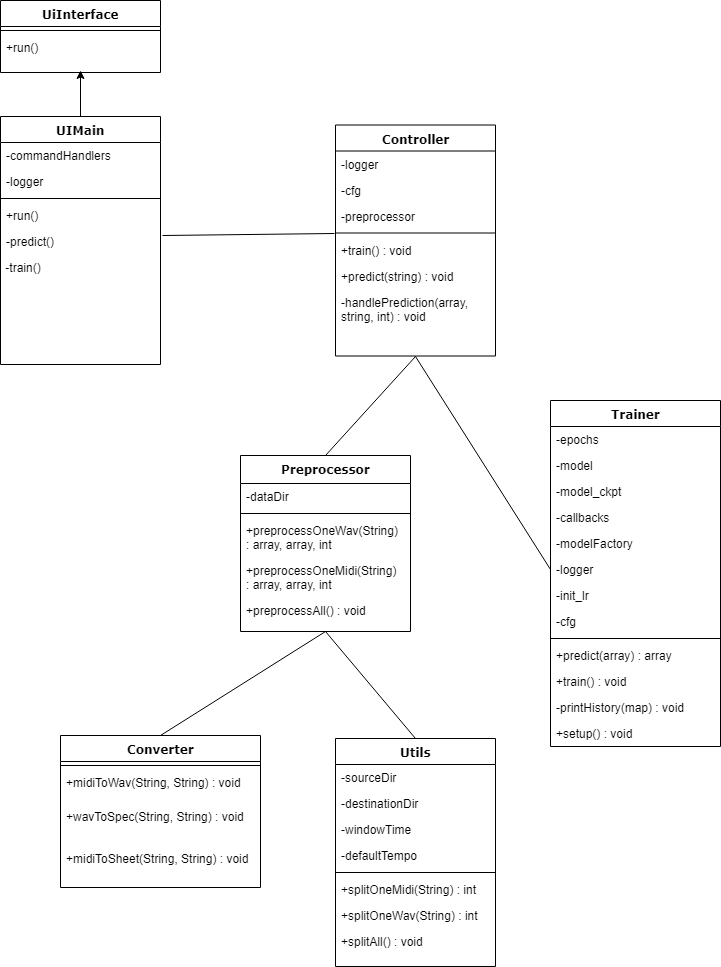 UiInterface
+run()
UIMain
-commandHandlers
-logger
+run()
-predict()
-train()
Controller
-logger
-cfg
-preprocessor
+train() : void
+predict(string) : void
-handlePrediction(array,
string, int) : void
Trainer
-epochs
-model
-model_ckpt
-callbacks
-modelFactory
-logger
-init_lr
-cfg
+predict(array) : array
+train() : void
-printHistory(map) : void
+setup() : void
Preprocessor
-dataDir
+preprocessOneWav(String)
: array, array, int
+preprocessOneMidi(String)
: array, array, int
+preprocessAll() : void
Converter
+midiToWav(String, String) : void
+wavToSpec(String, String) : void
+midiToSheet(String, String) : void
Utils
-sourceDir
-destinationDir
-windowTime
-defaultTempo
+splitOneMidi(String) : int
+splitOneWav(String) : int
+splitAll() : void